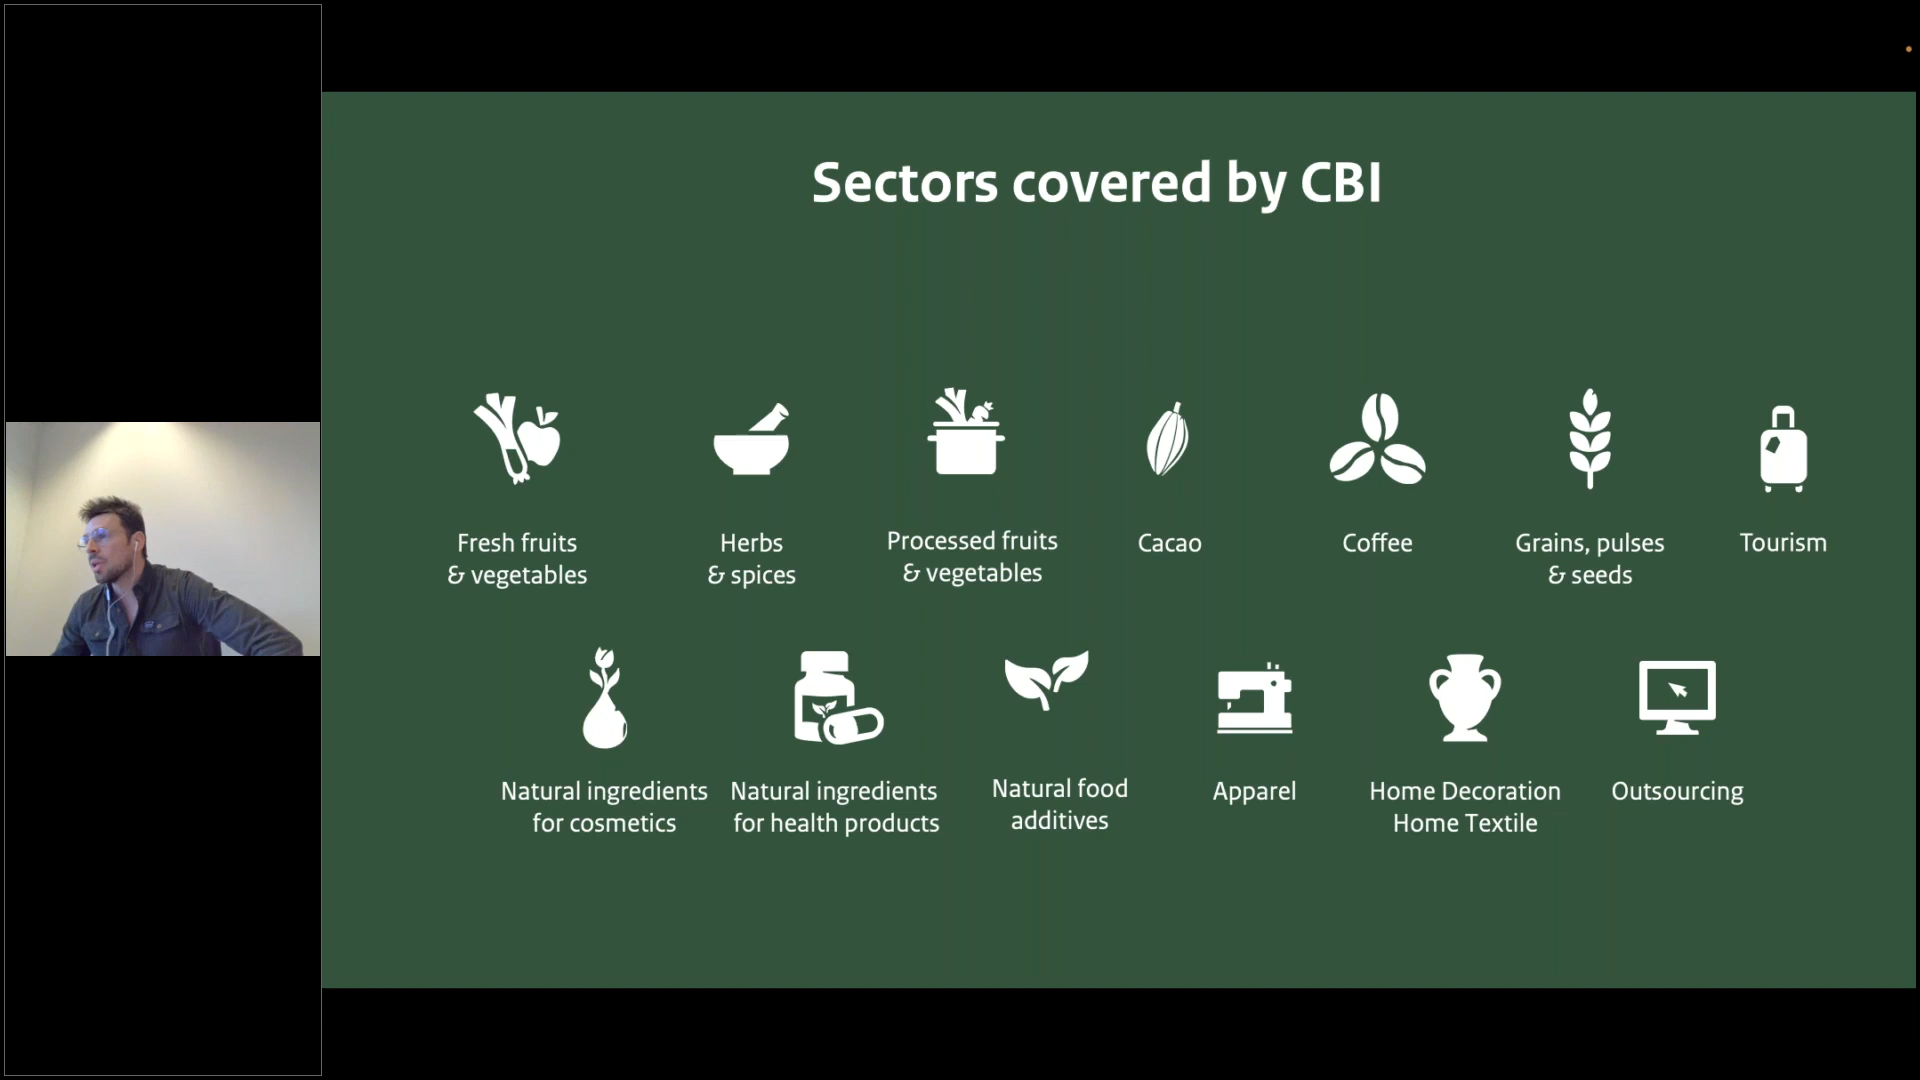 Sectors covered by CBI
Fresh fruits
& vegetables
Herbs
& spices
Processed fruits
& vegetables
Cacao
Coffee
Grains, pulses
& seeds
Tourism
Natural ingredients
for cosmetics
Natural ingredients
for health products
Natural food
additives
Apparel
Home Decoration
Home Textile
Outsourcing